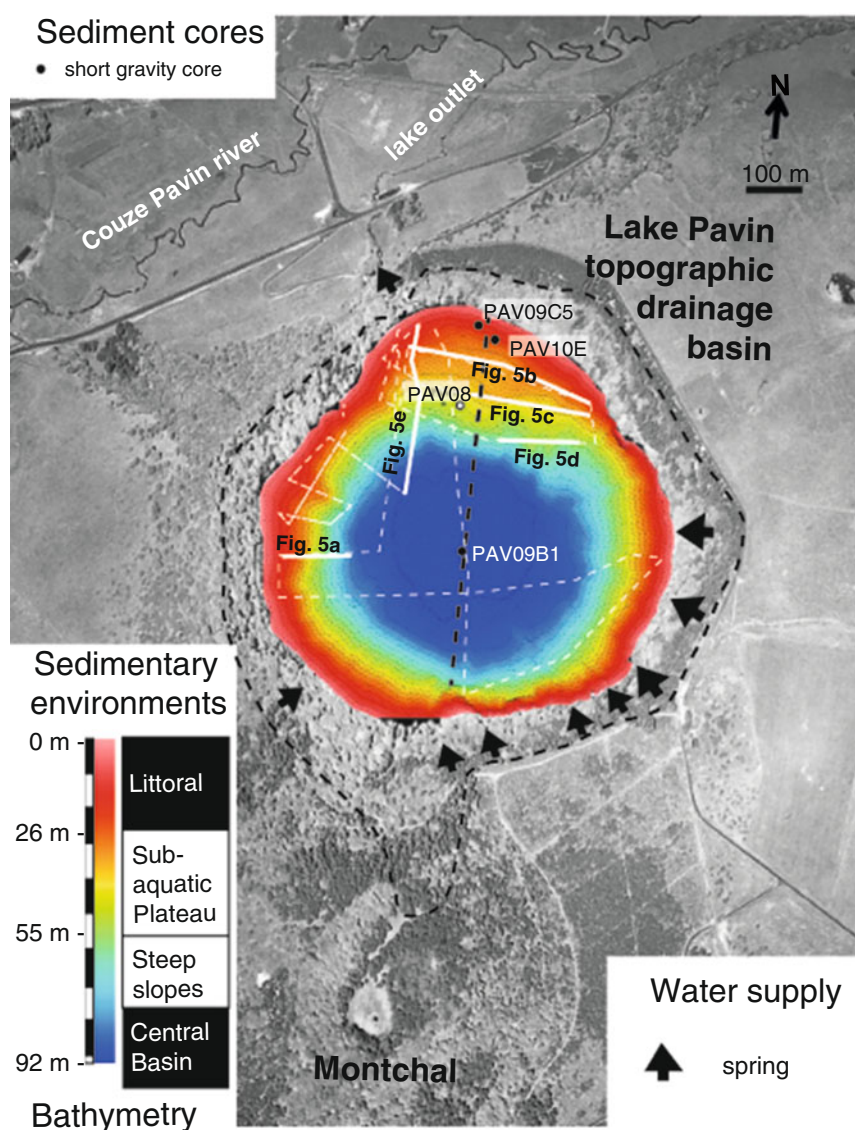 Sediment cores
short gravity core
Couze Pavin river
lake outlet
N
100 m
Lake Pavin
topographic
drainage
basin
PAV09C5
PAV10E
Fig. 5b
PAV08
Fig. 5c
Fig. 5e
Fig. 5d
Fig. 5a
PAV09B1
Sedimentary
environments
0 m -
Littoral
26 m -
Sub-
aquatic
Plateau
55 m -
Steep
slopes
Central
Basin
92 m -
Bathymetry
Montchal
Water supply
spring